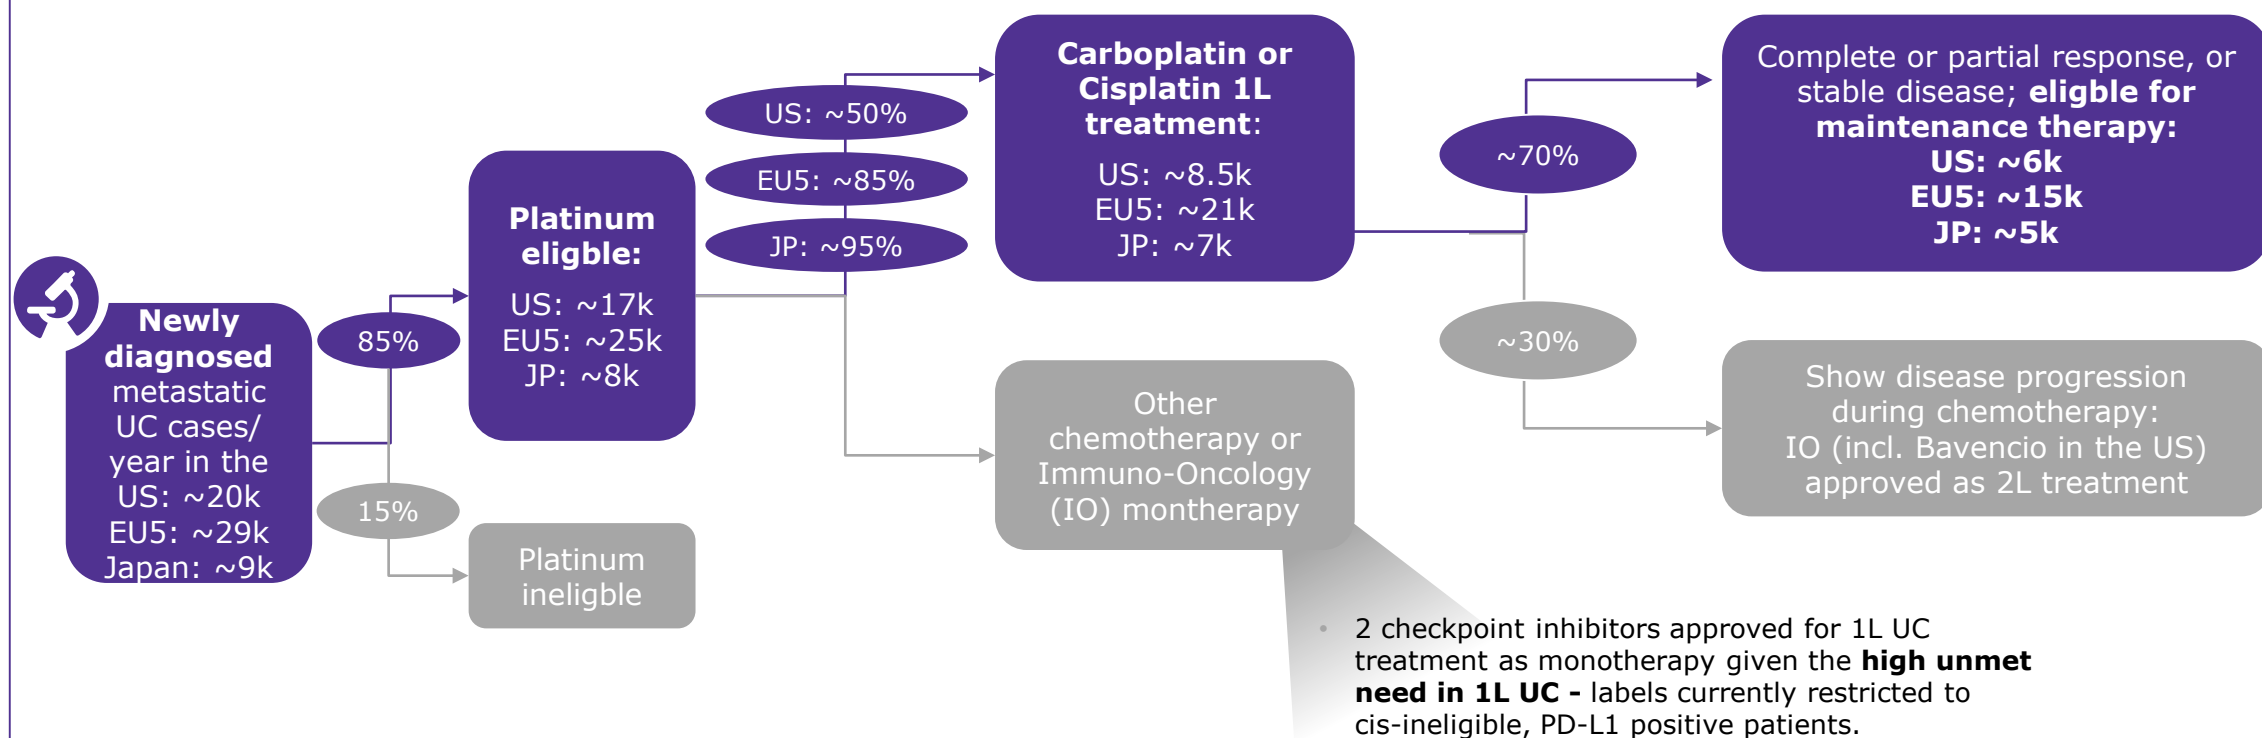 Newly
diagnosed
metastatic
UC cases/
year in the
US: ~20k
EU5: ~29k
Japan: ~9k
85%
15%
Platinum
eligble:
US: ~17k
EU5: ~25k
JP: ~8k
Platinum
ineligble
US: ~50%
EU5: ~85%
JP: ~95%
Carboplatin or
Cisplatin 1L
treatment:
US: ~8.5k
EU5: ~21k
JP: ~7k
Other
chemotherapy or
Immuno-Oncology
(IO) montherapy
~70%
~30%
Complete or partial response, or
stable disease; eligble for
maintenance therapy:
US: ~6k
EU5: ~15k
JP: ~5k
Show disease progression
during chemotherapy:
IO (incl. Bavencio in the US)
approved as 2L treatment
• 2 checkpoint inhibitors approved for 1L UC
treatment as monotherapy given the high unmet
need in 1L UC - labels currently restricted to
cis-ineligible, PD-L1 positive patients.